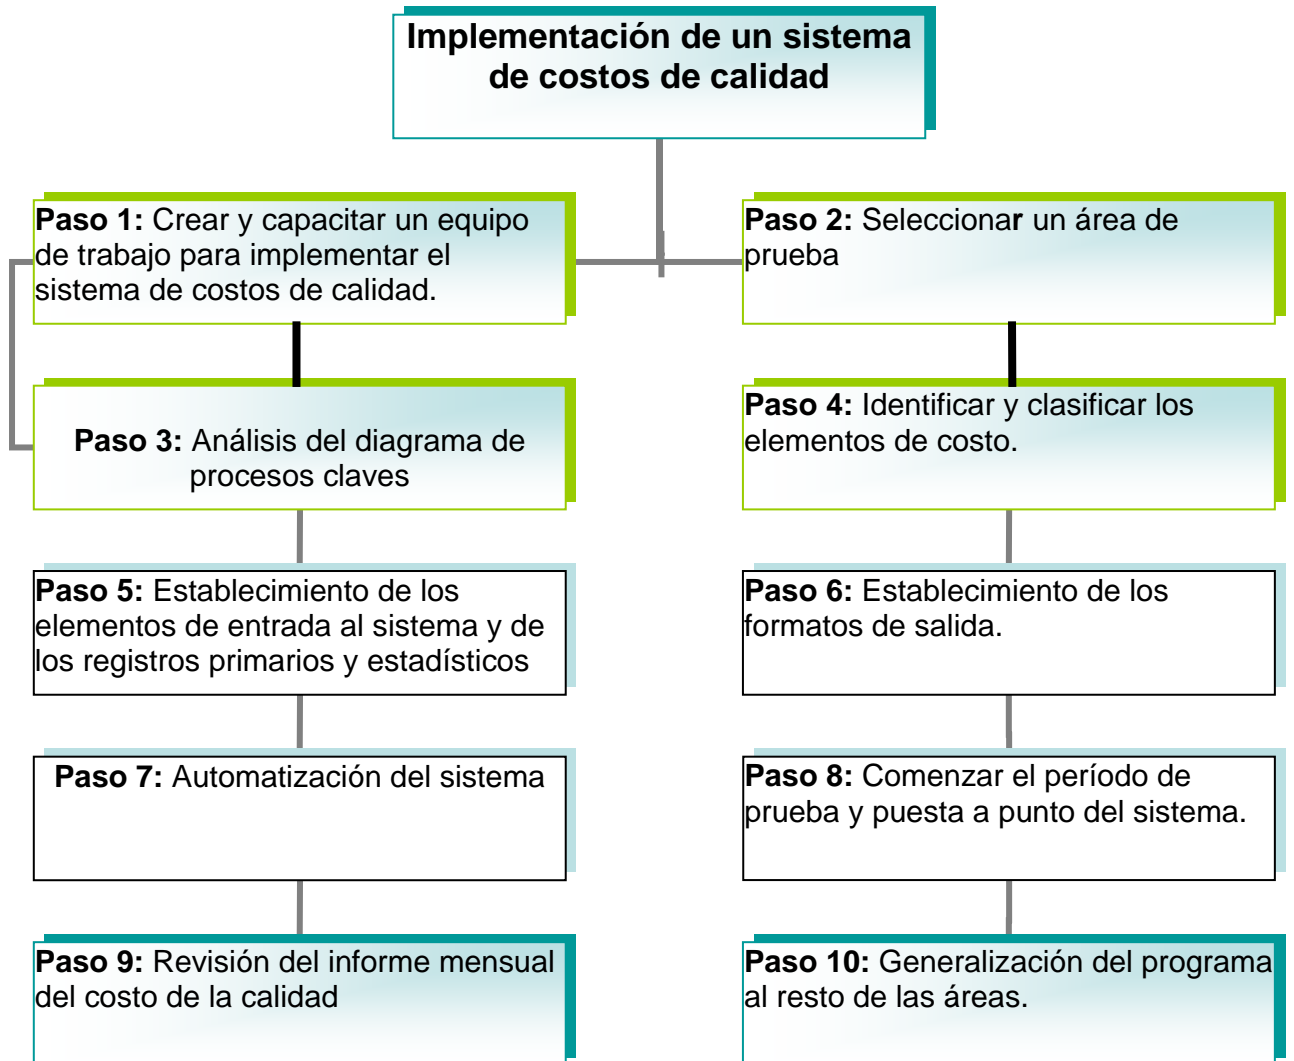 Implementación de un sistema
de costos de calidad
Paso 1: Crear y capacitar un equipo
de trabajo para implementar el
sistema de costos de calidad.
Paso 2: Seleccionar un área de
prueba
Paso 3: Análisis del diagrama de
procesos claves
Paso 4: Identificar y clasificar los
elementos de costo.
Paso 5: Establecimiento de los
elementos de entrada al sistema y de
los registros primarios y estadísticos
Paso 6: Establecimiento de los
formatos de salida.
Paso 7: Automatización del sistema
Paso 8: Comenzar el período de
prueba y puesta a punto del sistema.
Paso 9: Revisión del informe mensual
del costo de la calidad
Paso 10: Generalización del programa
al resto de las áreas.